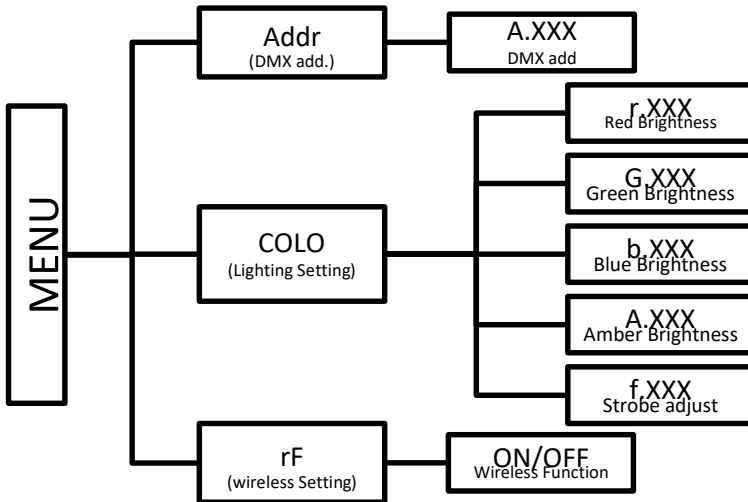 MENU
Addr
(DMX add.)
A.XXX
DMX add
COLO
(Lighting Setting)
r.XXX
Red Brightness
G.XXX
Green Brightness
b.XXX
Blue Brightness
A.XXX
Amber Brightness
f.XXX
Strobe adjust
rF
(wireless Setting)
ON/OFF
Wireless Function